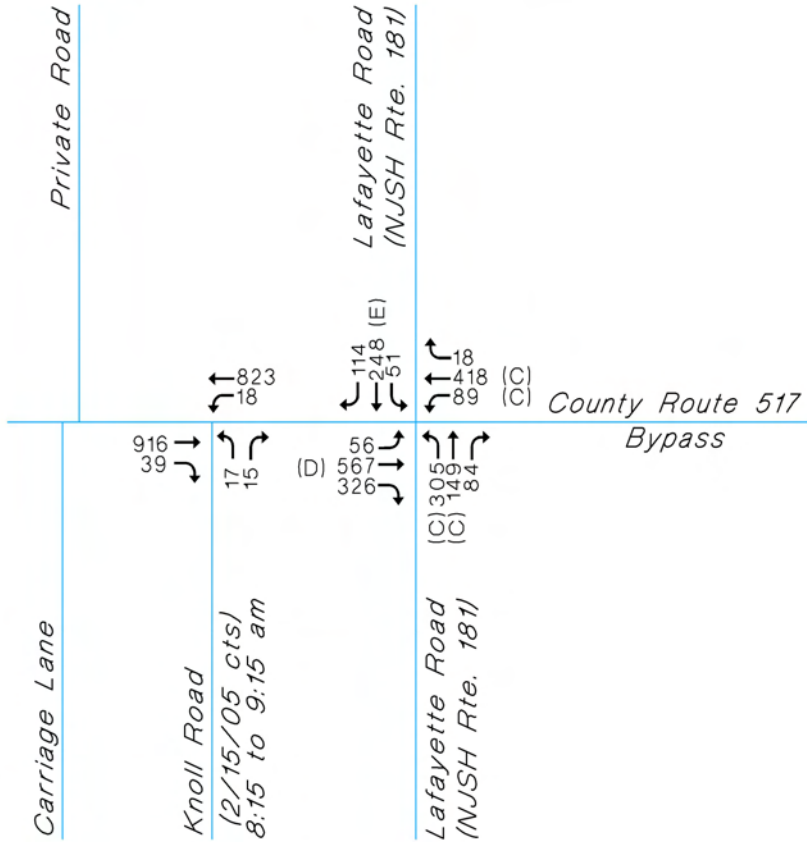 Private Road
Lafayette Road
(NJSH Rte. 181)
114
248 (E)
51
18
418 (C)
89 (C)
823
18
County Route 517
Bypass
916
39
17
15
56
(D) 567
326
(C) 305
(C) 149
84
Carriage Lane
Knoll Road
(2/15/05 cts)
8:15 to 9:15 am
Lafayette Road
(NJSH Rte. 181)